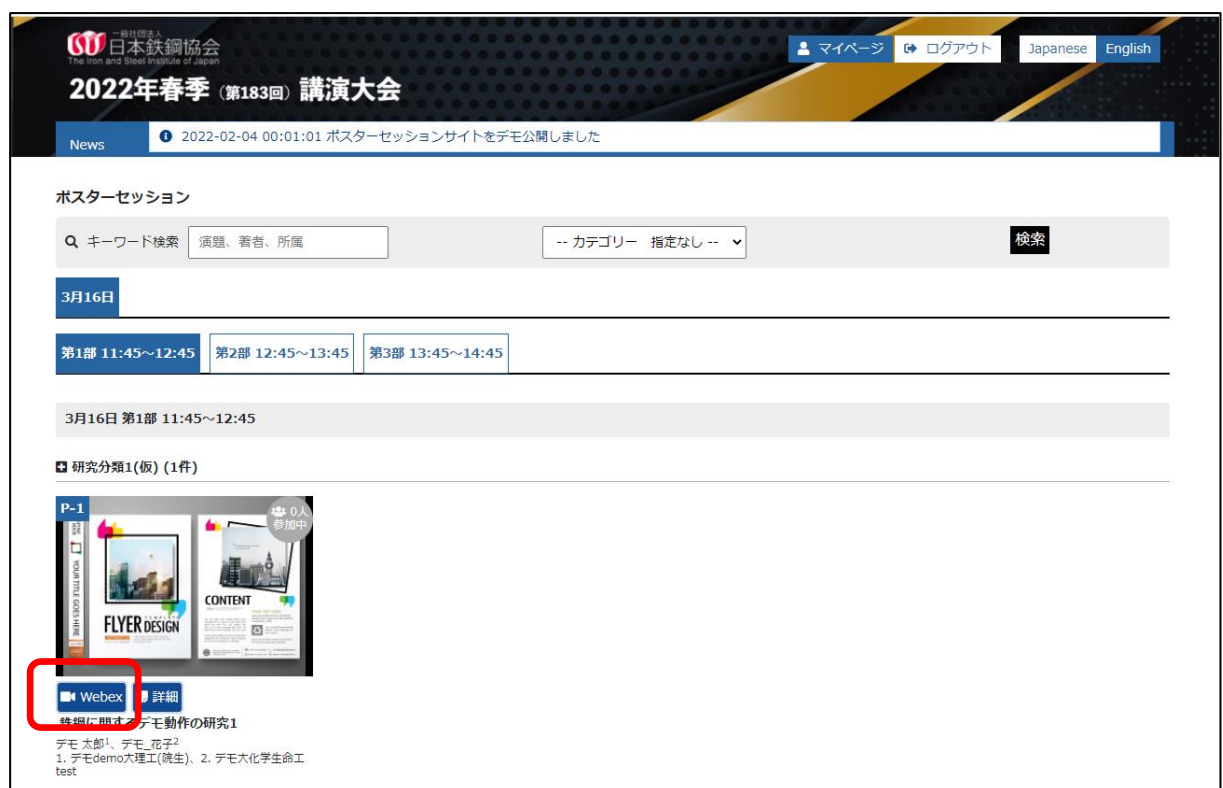 一般社団法人
日本鉄鋼協会
The Iron and Steel Institute of Japan
マイページ ログアウト Japanese English
2022年春季（第183回）講演大会
News 2022-02-04 00:01:01 ポスターセッションサイトをデモ公開しました
ポスターセッション
キーワード検索 演題、著者、所属 -- カテゴリー 指定なし -- 検索
3月16日
第1部 11:45～12:45 第2部 12:45～13:45 第3部 13:45～14:45
3月16日 第1部 11:45～12:45
研究分類1(仮) (1件)
P-1
0人
参加中
YOUR TITLE GOES HERE
FLYER DESIGN
TEMPLATE
CONTENT
Webex 詳細
鉄鋼に関するデモ動作の研究1
デモ 太郎1、デモ_花子2
1. デモdemo大理工(院生)、2. デモ大化学生命工
test